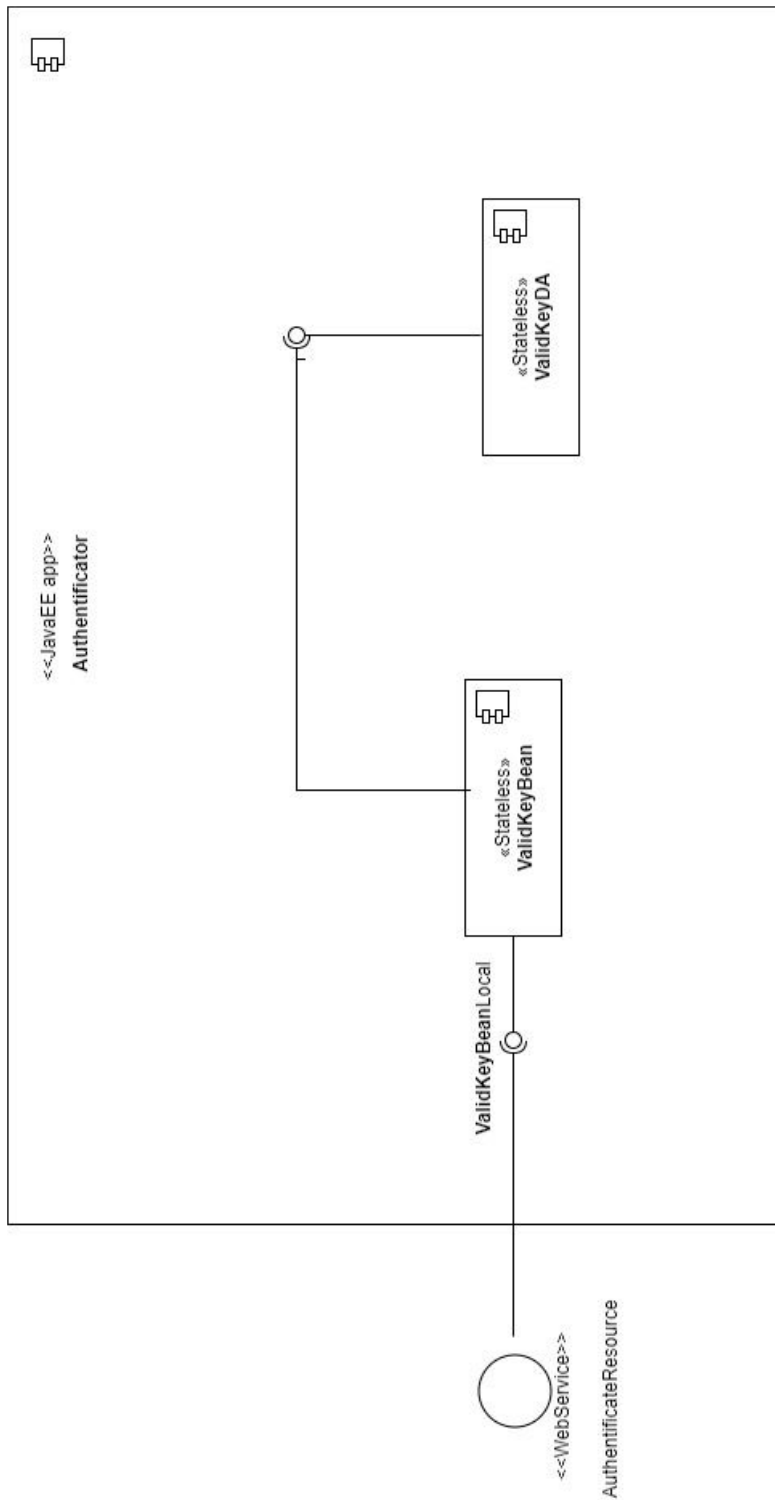 <<JavaEE app>>
Authentificator
«Stateless»
ValidKeyDA
«Stateless»
ValidKeyBean
ValidKeyBeanLocal
<<WebService>>
AuthentificateResource